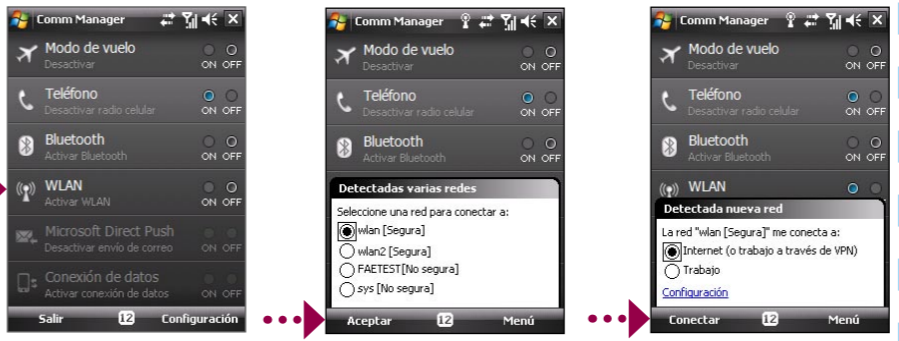 Comm Manager
Modo de vuelo
Desactivar
ON OFF
Teléfono
Desactivar radio celular
ON OFF
Bluetooth
Activar Bluetooth
ON OFF
WLAN
Activar WLAN
ON OFF
Microsoft Direct Push
Desactivar envío de correo
ON OFF
Conexión de datos
Activar conexión de datos
ON OFF
Salir 12 Configuración
Comm Manager
Modo de vuelo
Desactivar
ON OFF
Teléfono
Desactivar radio celular
ON OFF
Bluetooth
Activar Bluetooth
ON OFF
Detectadas varias redes
Seleccione una red para conectar a:
wlan [Segura]
wlan2 [Segura]
FAETEST[No segura]
sys [No segura]
Aceptar 12 Menú
Comm Manager
Modo de vuelo
Desactivar
ON OFF
Teléfono
Desactivar radio celular
ON OFF
Bluetooth
Activar Bluetooth
ON OFF
WLAN
Detectada nueva red
La red "wlan [Segura]" me conecta a:
Internet (o trabajo a través de VPN)
Trabajo
Configuración
Conectar 12 Menú